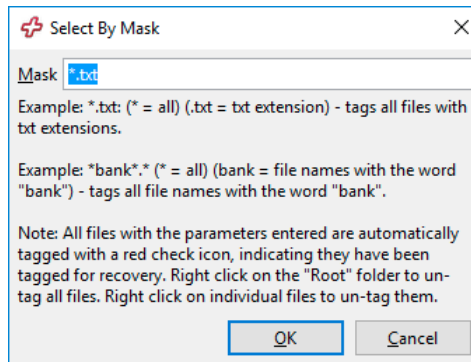 Select By Mask
Mask *.txt
Example: *.txt: (* = all) (.txt = txt extension) - tags all files with
txt extensions.
Example: *bank*.* (* = all) (bank = file names with the word
"bank") - tags all file names with the word "bank".
Note: All files with the parameters entered are automatically
tagged with a red check icon, indicating they have been
tagged for recovery. Right click on the "Root" folder to un-
tag all files. Right click on individual files to un-tag them.
OK Cancel